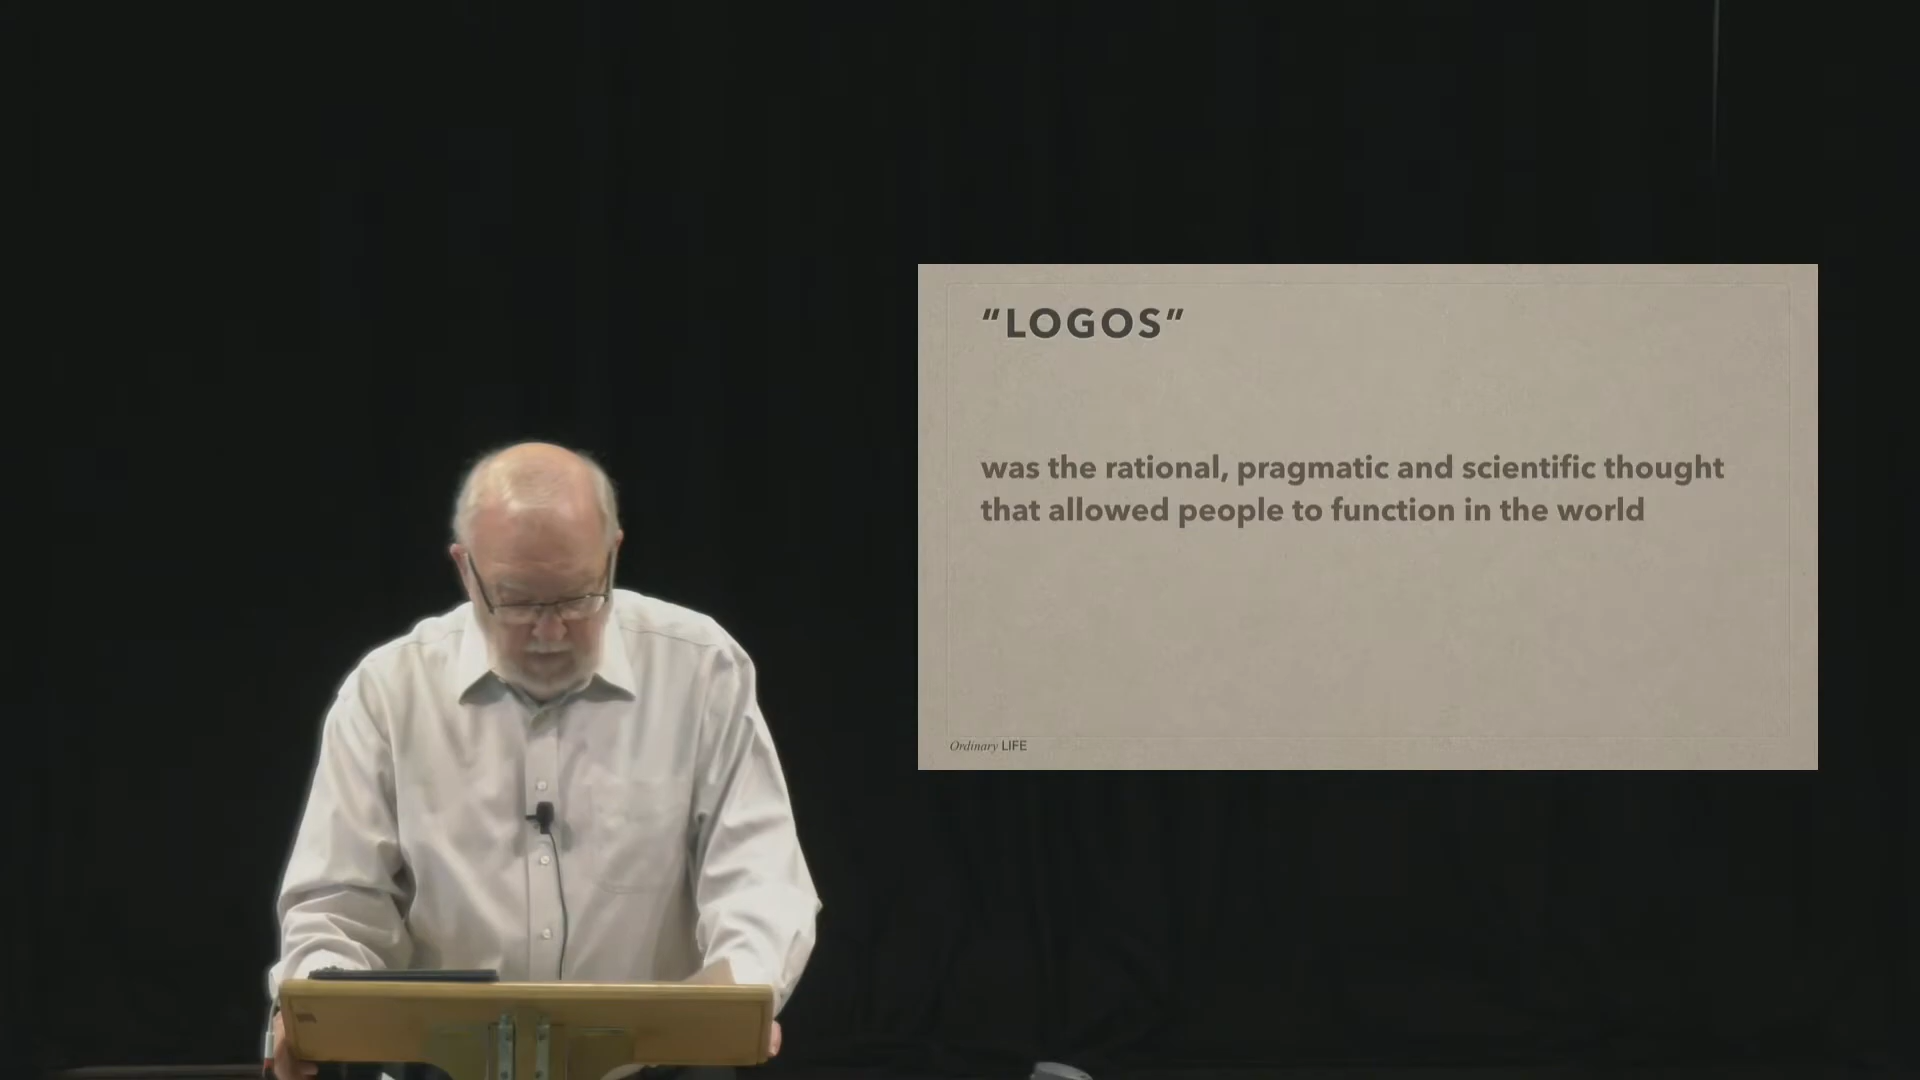 “LOGOS”
was the rational, pragmatic and scientific thought
that allowed people to function in the world
Ordinary LIFE